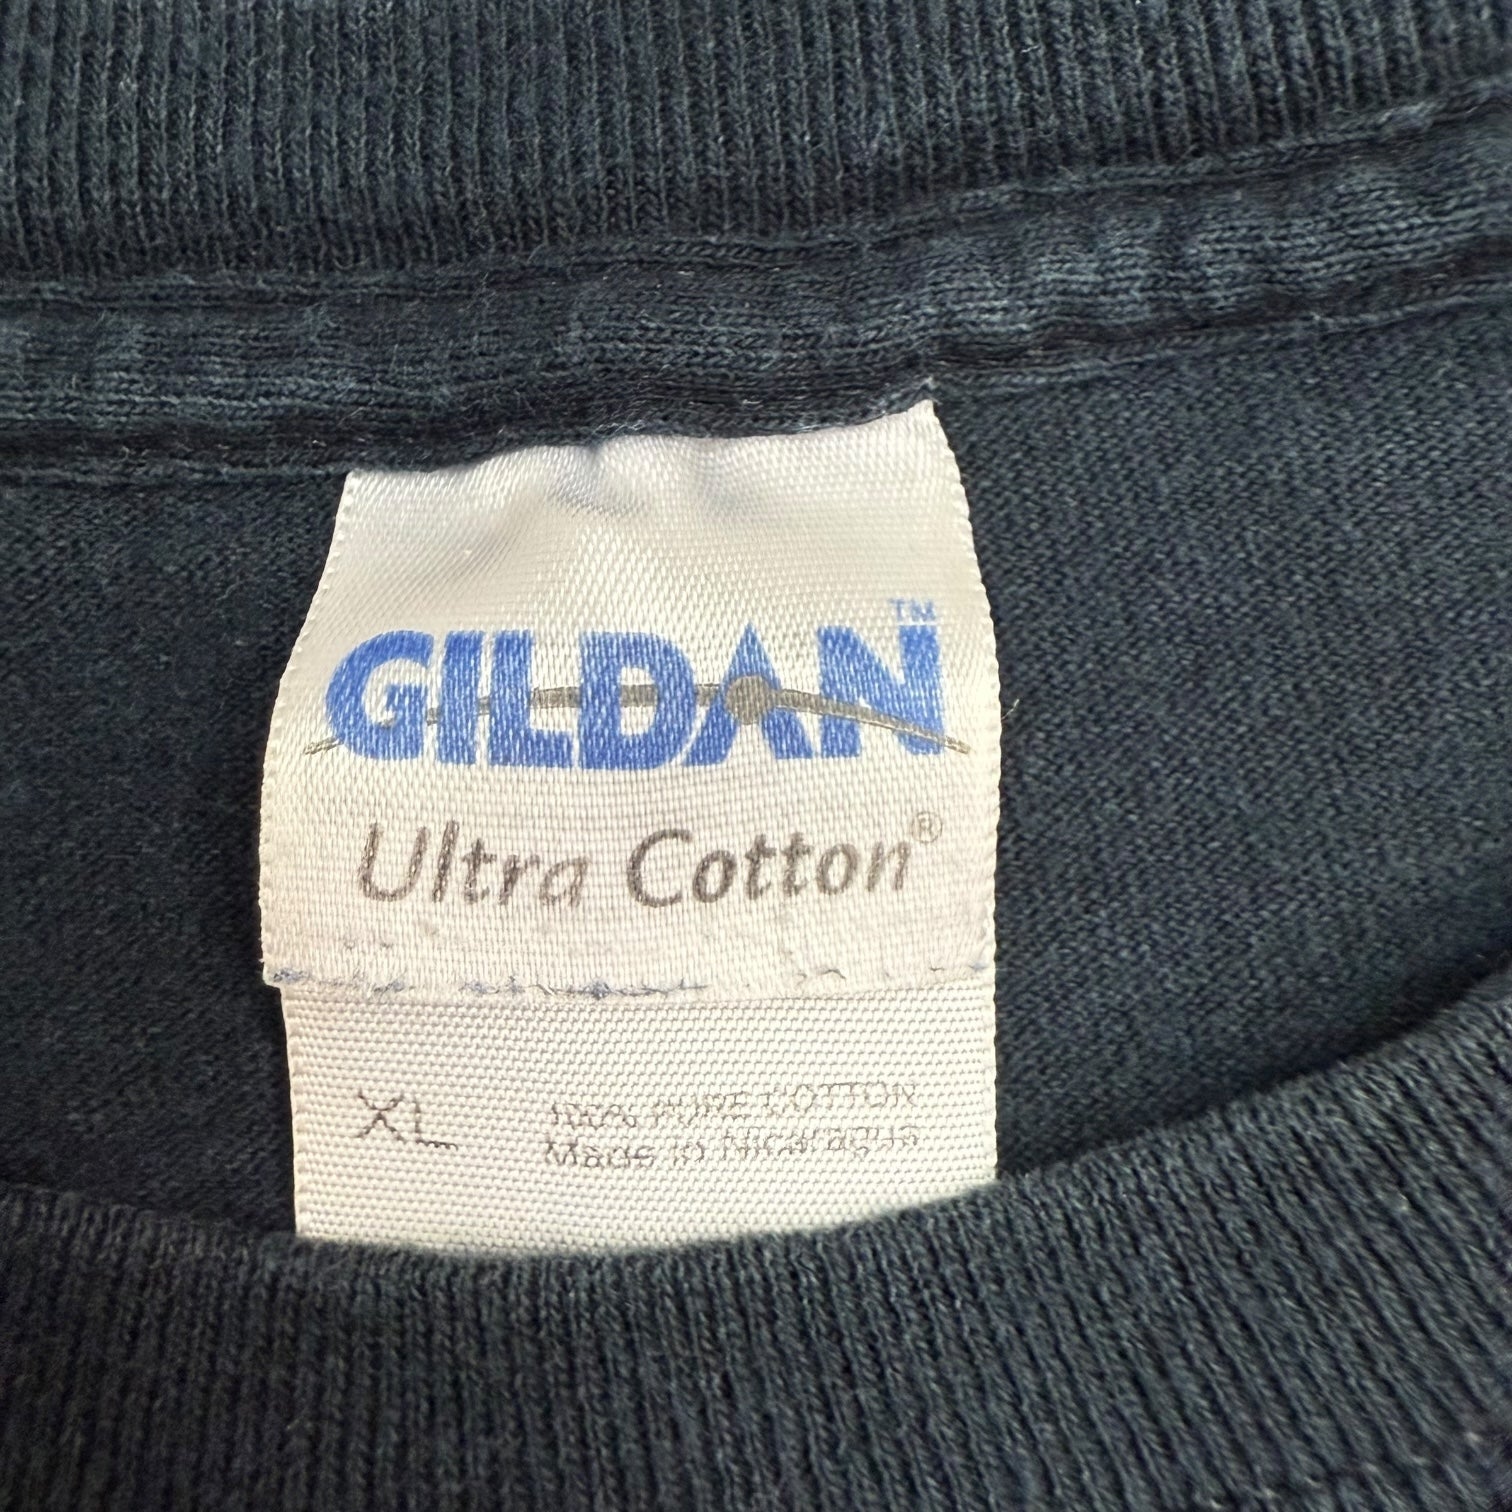 GILDAN™
Ultra Cotton®
XL 100% PURE COTTON
Made in Nicaragua